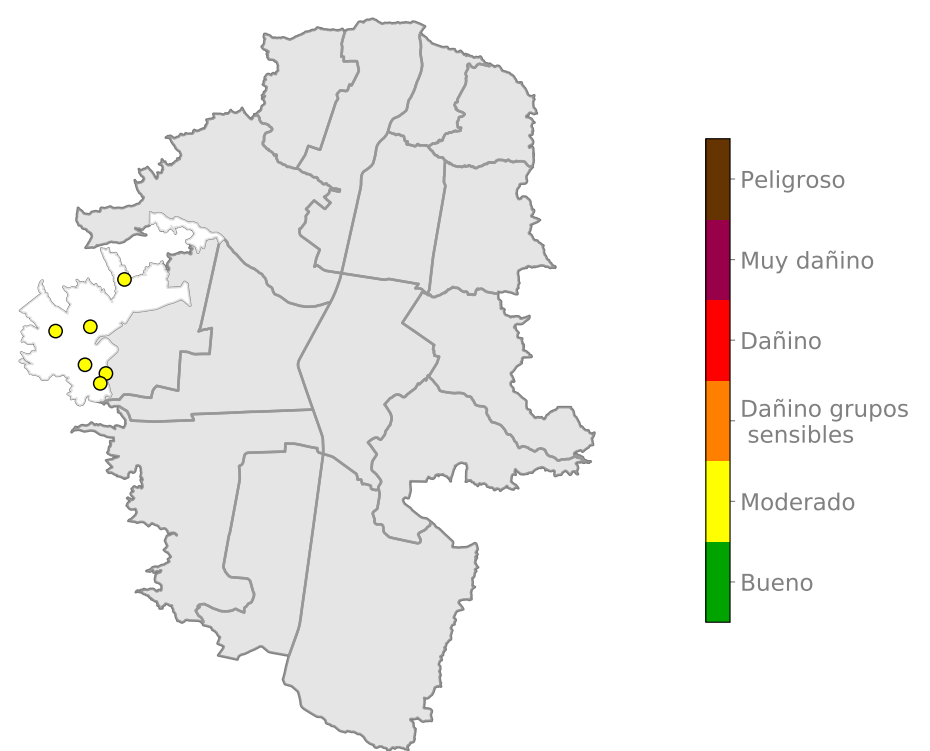 Peligroso
Muy dañino
Dañino
Dañino grupos
sensibles
Moderado
Bueno